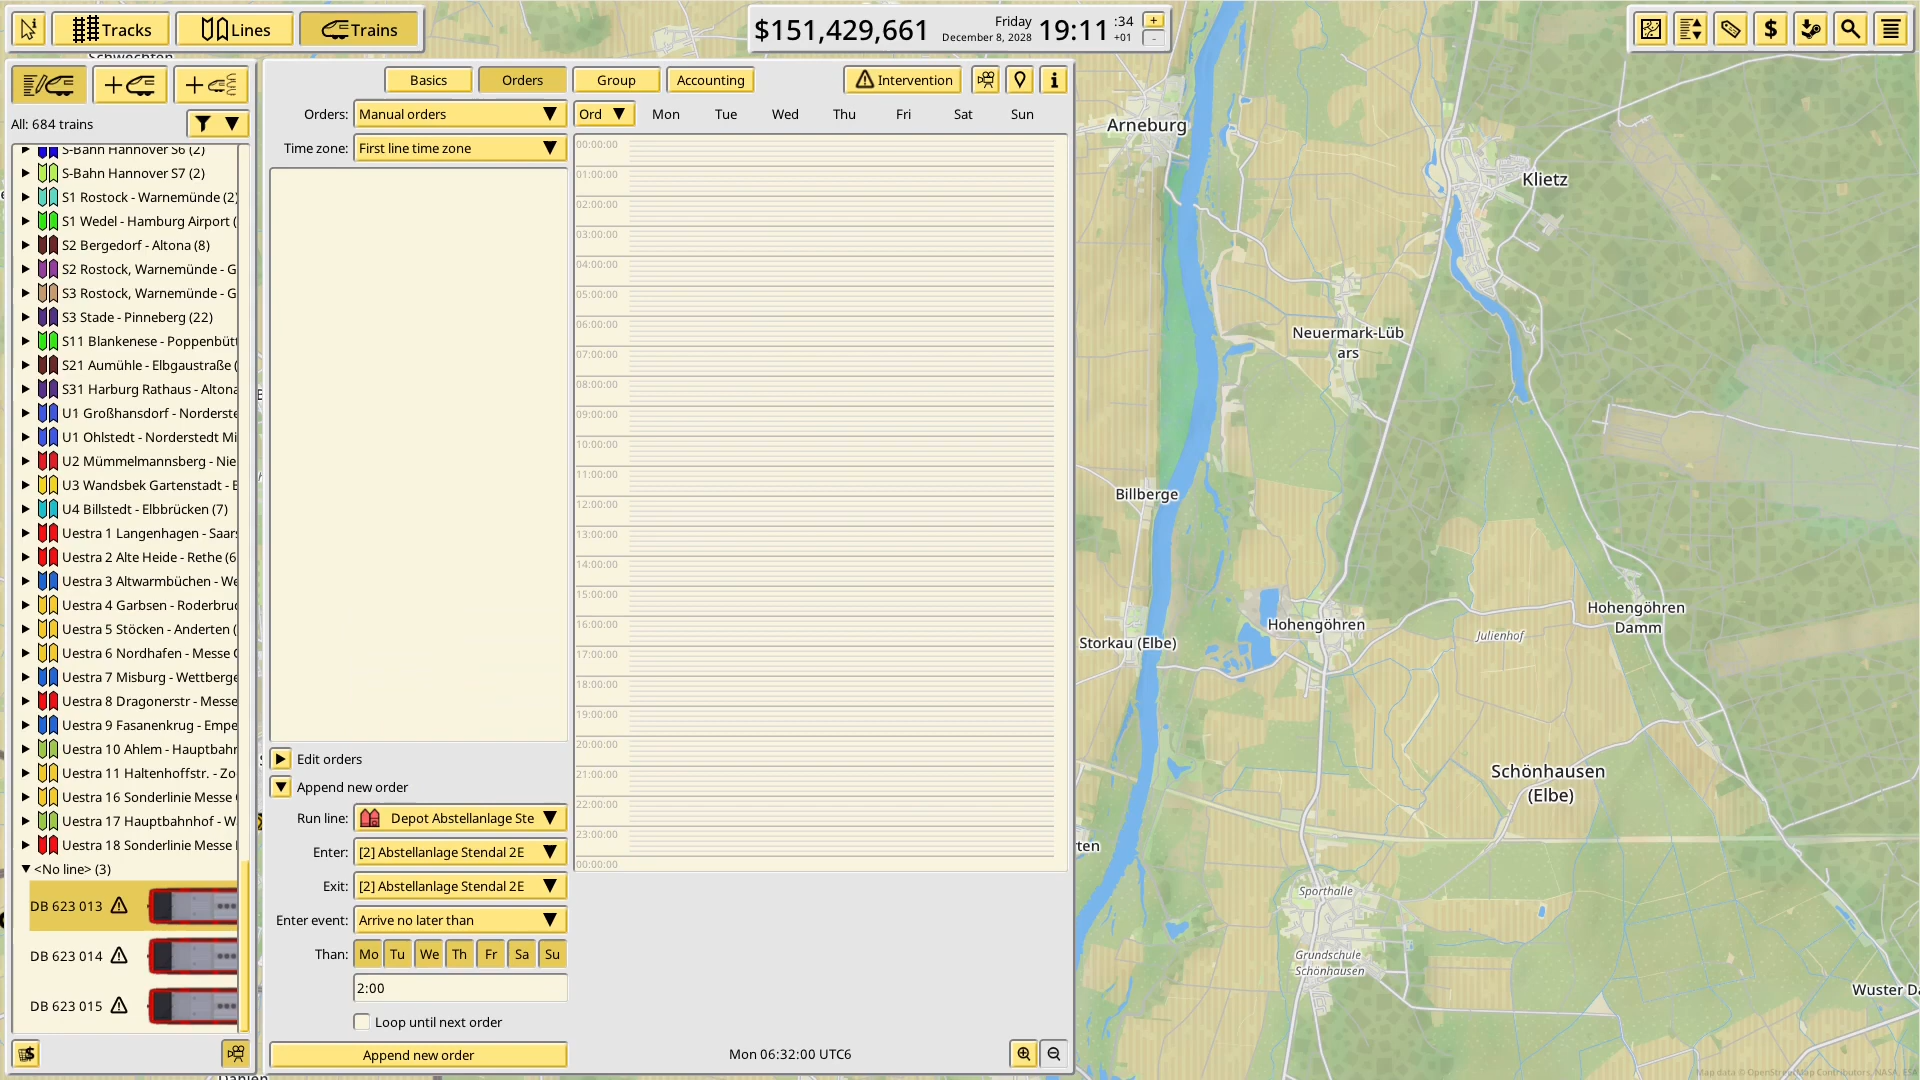 Tracks
Lines
Trains
$151,429,661
Friday
December 8, 2028
19:11
:34
+01
+
-
All: 684 trains
S-Bahn Hannover S6 (2)
S-Bahn Hannover S7 (2)
S1 Rostock - Warnemünde (2)
S1 Wedel - Hamburg Airport (
S2 Bergedorf - Altona (8)
S2 Rostock, Warnemünde - G
S3 Rostock, Warnemünde - G
S3 Stade - Pinneberg (22)
S11 Blankenese - Poppenbütt
S21 Aumühle - Elbgaustraße (
S31 Harburg Rathaus - Altona
U1 Großhansdorf - Norderste
U1 Ohlstedt - Norderstedt Mi
U2 Mümmelmannsberg - Nie
U3 Wandsbek Gartenstadt - B
U4 Billstedt - Elbbrücken (7)
Uestra 1 Langenhagen - Saars
Uestra 2 Alte Heide - Rethe (6
Uestra 3 Altwarmbüchen - We
Uestra 4 Garbsen - Roderbruc
Uestra 5 Stöcken - Anderten (
Uestra 6 Nordhafen - Messe O
Uestra 7 Misburg - Wettberge
Uestra 8 Dragonerstr - Messe
Uestra 9 Fasanenkrug - Empe
Uestra 10 Ahlem - Hauptbahn
Uestra 11 Haltenhoffstr. - Zo
Uestra 16 Sonderlinie Messe
Uestra 17 Hauptbahnhof - W
Uestra 18 Sonderlinie Messe
<No line> (3)
DB 623 013
DB 623 014
DB 623 015
Basics
Orders
Group
Accounting
Intervention
Orders:
Manual orders
Time zone:
First line time zone
Ord
Mon
Tue
Wed
Thu
Fri
Sat
Sun
00:00:00
01:00:00
02:00:00
03:00:00
04:00:00
05:00:00
06:00:00
07:00:00
08:00:00
09:00:00
10:00:00
11:00:00
12:00:00
13:00:00
14:00:00
15:00:00
16:00:00
17:00:00
18:00:00
19:00:00
20:00:00
21:00:00
22:00:00
23:00:00
00:00:00
Edit orders
Append new order
Run line:
Depot Abstellanlage Ste
Enter:
[2] Abstellanlage Stendal 2E
Exit:
[2] Abstellanlage Stendal 2E
Enter event:
Arrive no later than
Than:
Mo
Tu
We
Th
Fr
Sa
Su
2:00
Loop until next order
Append new order
Mon 06:32:00 UTC6
Arneburg
Klietz
Neuermark-Lüb
ars
Billberge
Storkau (Elbe)
Hohengöhren
Julienhof
Hohengöhren
Damm
Schönhausen
(Elbe)
rten
Sporthalle
Grundschule
Schönhausen
Wuster Da
Map data © OpenStreetMap Contributors, NASA, ESA